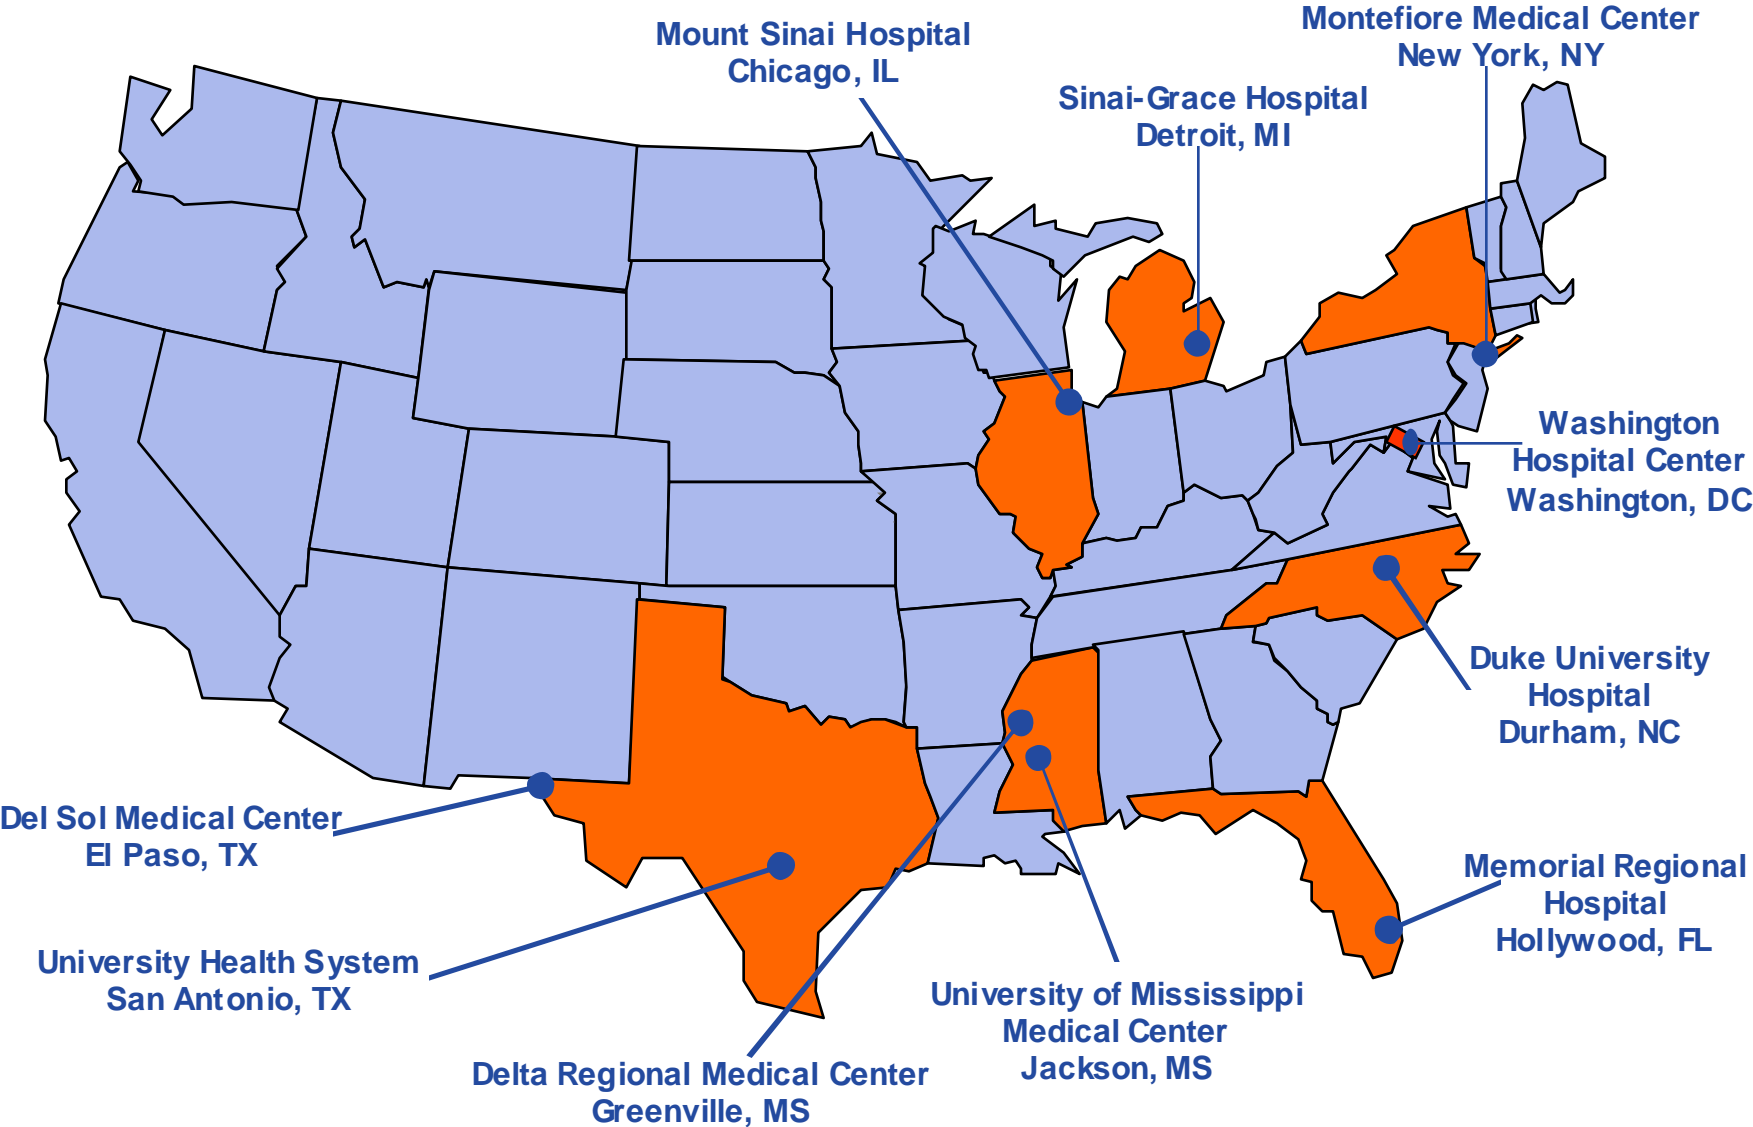 Montefiore Medical Center
New York, NY
Mount Sinai Hospital
Chicago, IL
Sinai-Grace Hospital
Detroit, MI
Washington
Hospital Center
Washington, DC
Duke University
Hospital
Durham, NC
Del Sol Medical Center
El Paso, TX
Memorial Regional
Hospital
Hollywood, FL
University Health System
San Antonio, TX
University of Mississippi
Medical Center
Jackson, MS
Delta Regional Medical Center
Greenville, MS